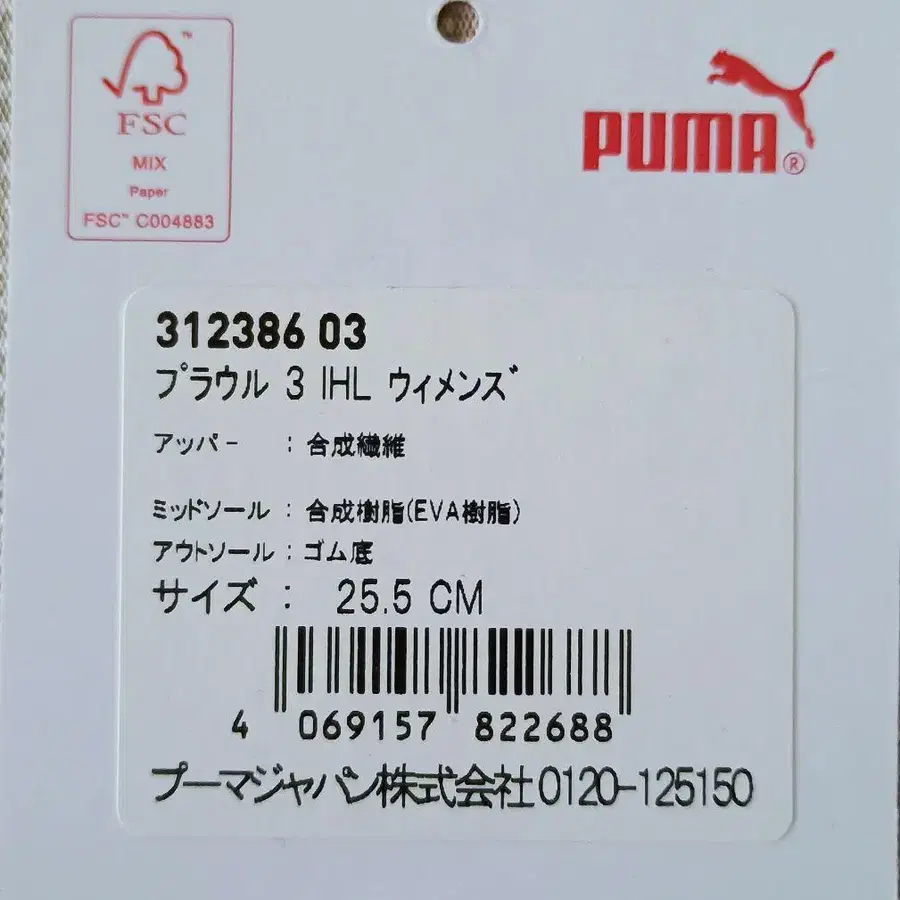 FSC™
MIX
Paper
FSC™ C004883
PUMA®
312386 03
プラウル 3 IHL ウィメンズ
アッパー : 合成繊維
ミッドソール : 合成樹脂(EVA樹脂)
アウトソール : ゴム底
サイズ : 25.5 CM
4 069157 822688
プーマジャパン株式会社0120-125150